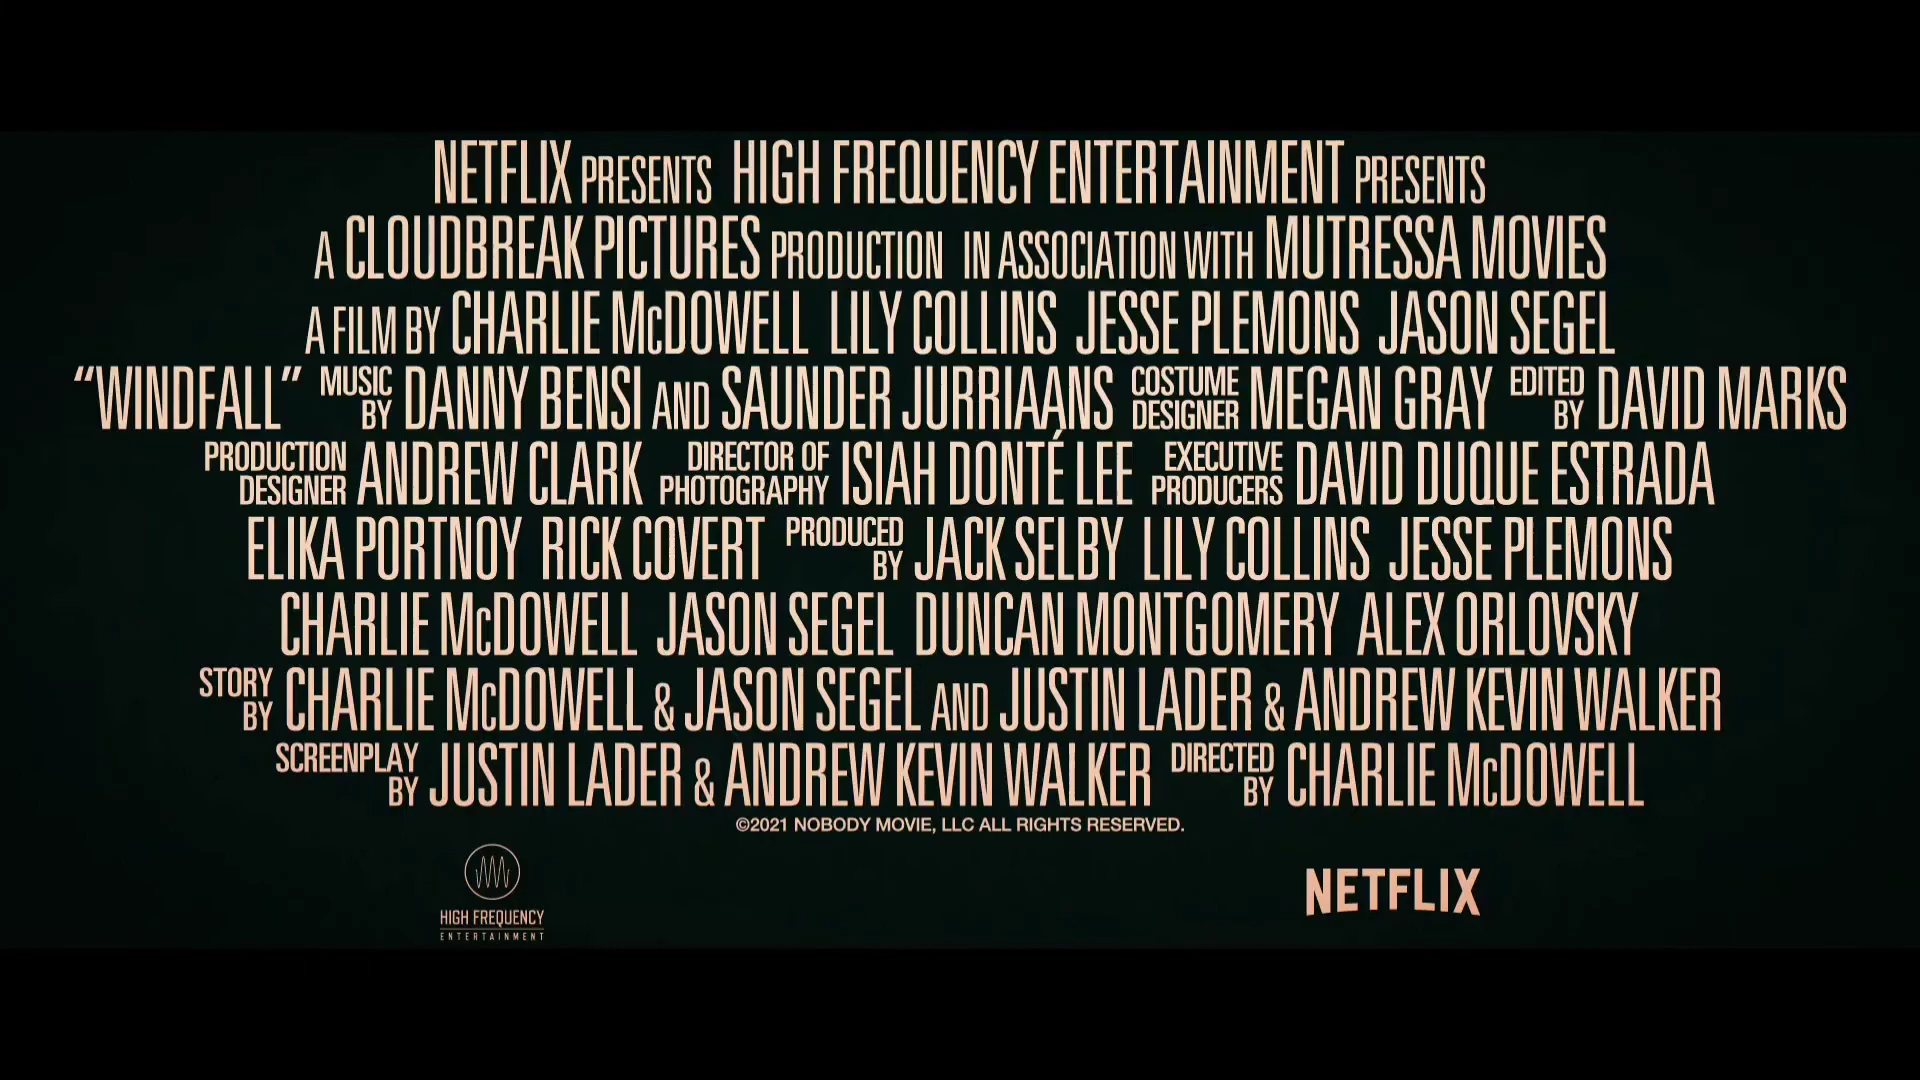 NETFLIX PRESENTS HIGH FREQUENCY ENTERTAINMENT PRESENTS
A CLOUDBREAK PICTURES PRODUCTION IN ASSOCIATION WITH MUTRESSA MOVIES
A FILM BY CHARLIE McDOWELL LILY COLLINS JESSE PLEMONS JASON SEGEL
“WINDFALL” MUSIC BY DANNY BENSI AND SAUNDER JURRIAANS COSTUME DESIGNER MEGAN GRAY EDITED BY DAVID MARKS
PRODUCTION DESIGNER ANDREW CLARK DIRECTOR OF PHOTOGRAPHY ISIAH DONTÉ LEE EXECUTIVE PRODUCERS DAVID DUQUE ESTRADA
ELIKA PORTNOY RICK COVERT PRODUCED BY JACK SELBY LILY COLLINS JESSE PLEMONS
CHARLIE McDOWELL JASON SEGEL DUNCAN MONTGOMERY ALEX ORLOVSKY
STORY BY CHARLIE McDOWELL & JASON SEGEL AND JUSTIN LADER & ANDREW KEVIN WALKER
SCREENPLAY BY JUSTIN LADER & ANDREW KEVIN WALKER DIRECTED BY CHARLIE McDOWELL
©2021 NOBODY MOVIE, LLC ALL RIGHTS RESERVED.
HIGH FREQUENCY
ENTERTAINMENT
NETFLIX